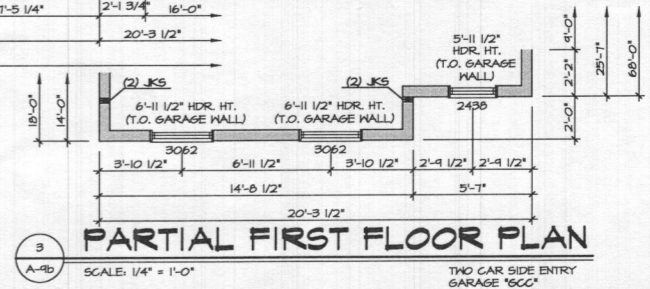 7'-5 1/4"
2'-1 3/4"
16'-0"
20'-3 1/2"
5'-11 1/2"
HDR. HT.
(T.O. GARAGE
WALL)
9'-0"
2'-2"
25'-7"
68'-0"
(2) JKS
(2) JKS
6'-11 1/2" HDR. HT.
(T.O. GARAGE WALL)
6'-11 1/2" HDR. HT.
(T.O. GARAGE WALL)
2438
18'-0"
14'-0"
2'-0"
3062
3062
3'-10 1/2"
6'-11 1/2"
3'-10 1/2"
2'-9 1/2"
2'-9 1/2"
14'-8 1/2"
5'-7"
20'-3 1/2"
3
A-9b
PARTIAL FIRST FLOOR PLAN
SCALE: 1/4" = 1'-0"
TWO CAR SIDE ENTRY
GARAGE "GCC"